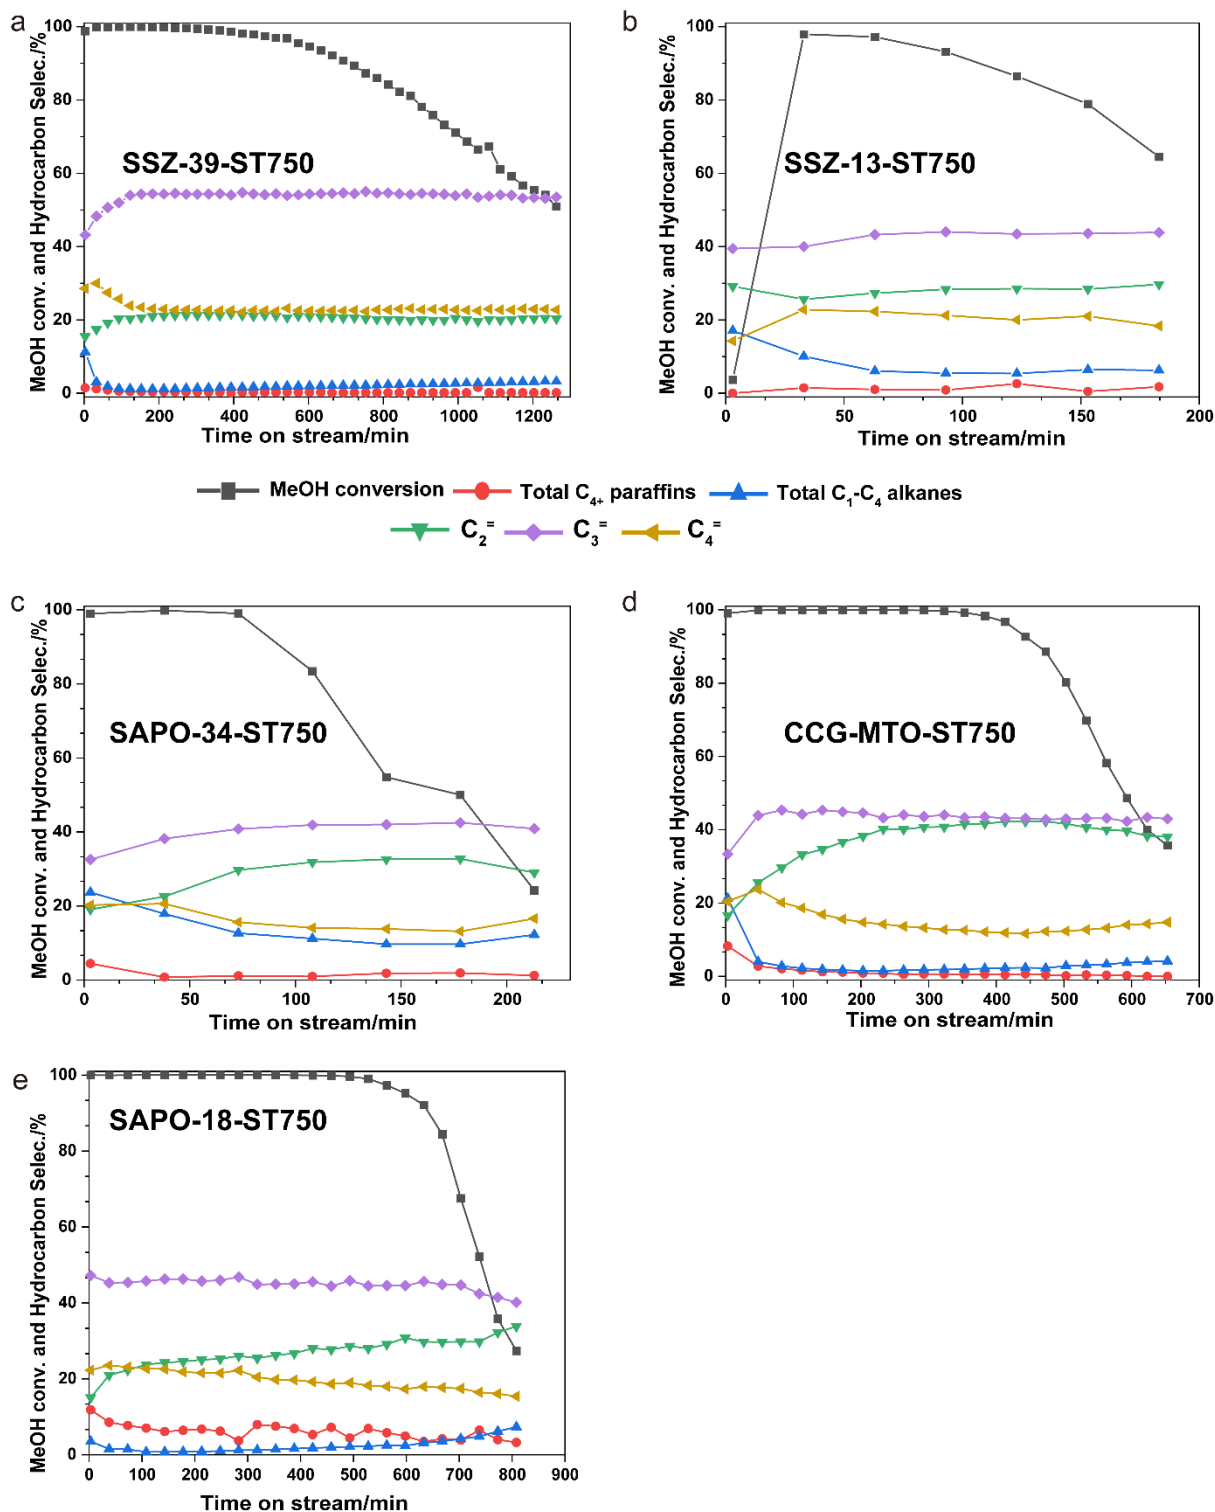 a
MeOH conv. and Hydrocarbon Selec./%
100
80
60
40
20
0
SSZ-39-ST750
0 200 400 600 800 1000 1200
Time on stream/min
b
MeOH conv. and Hydrocarbon Selec./%
100
80
60
40
20
0
SSZ-13-ST750
0 50 100 150 200
Time on stream/min
MeOH conversion Total C₄₊ paraffins Total C₁-C₄ alkanes
C₂⁼ C₃⁼ C₄⁼
c
MeOH conv. and Hydrocarbon Selec./%
100
80
60
40
20
0
SAPO-34-ST750
0 50 100 150 200
Time on stream/min
d
MeOH conv. and Hydrocarbon Selec./%
100
80
60
40
20
0
CCG-MTO-ST750
0 100 200 300 400 500 600 700
Time on stream/min
e
MeOH conv. and Hydrocarbon Selec./%
100
80
60
40
20
0
SAPO-18-ST750
0 100 200 300 400 500 600 700 800 900
Time on stream/min